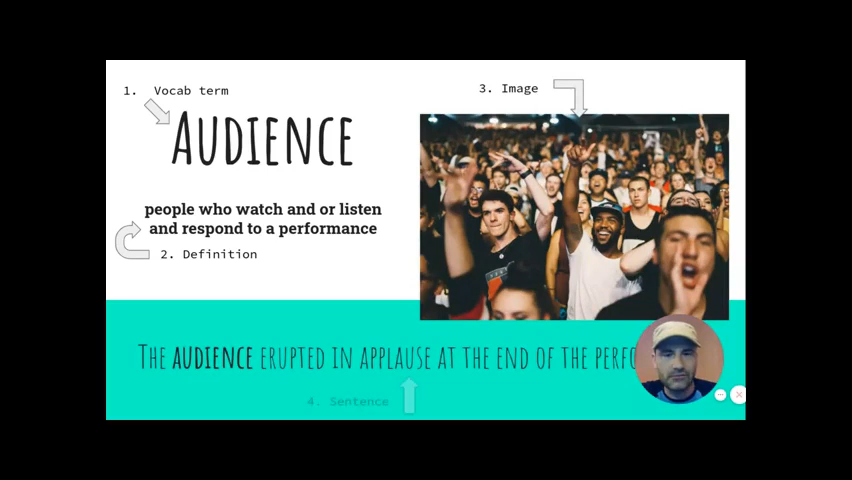 1. Vocab term
3. Image
AUDIENCE
people who watch and or listen
and respond to a performance
2. Definition
THE AUDIENCE ERUPTED IN APPLAUSE AT THE END OF THE
4. Sentence